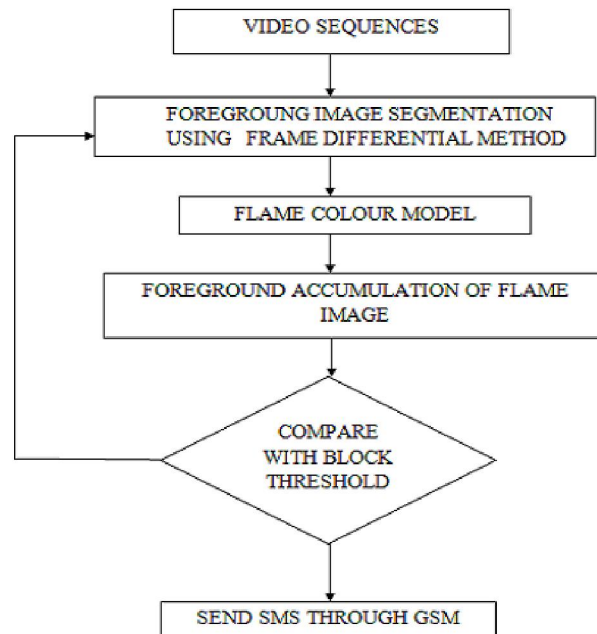 VIDEO SEQUENCES
FOREGROUNG IMAGE SEGMENTATION
USING FRAME DIFFERENTIAL METHOD
FLAME COLOUR MODEL
FOREGROUND ACCUMULATION OF FLAME
IMAGE
COMPARE
WITH BLOCK
THRESHOLD
SEND SMS THROUGH GSM